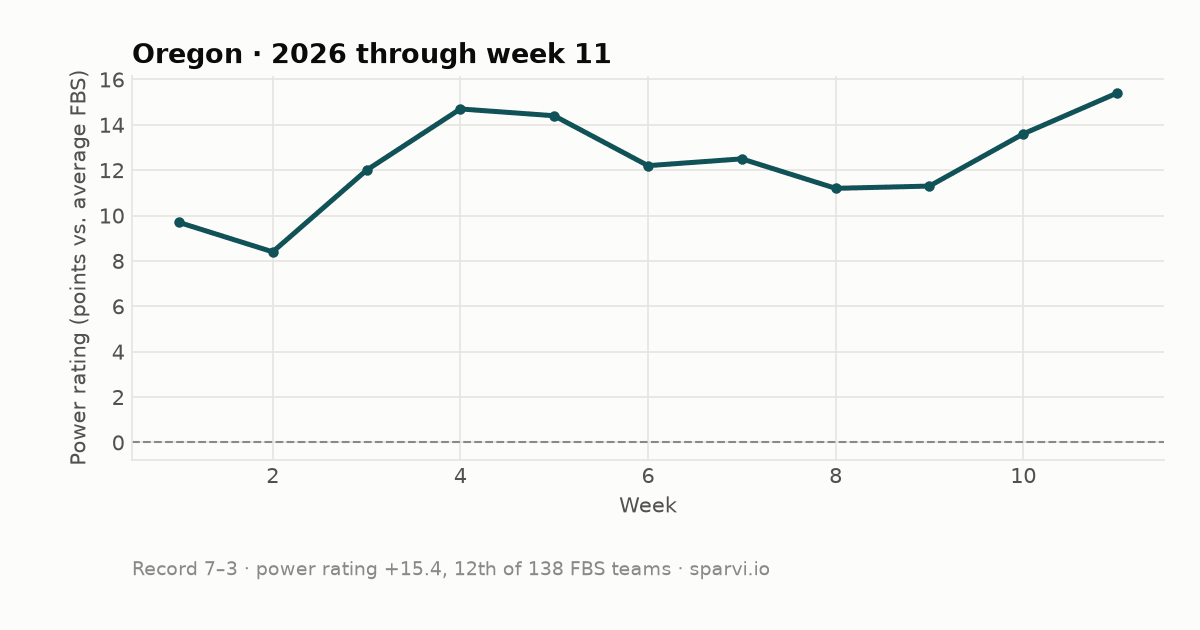 Oregon · 2026 through week 11
Power rating (points vs. average FBS)
16
14
12
10
8
6
4
2
0
2 4 6 8 10
Week
Record 7–3 · power rating +15.4, 12th of 138 FBS teams · sparvi.io